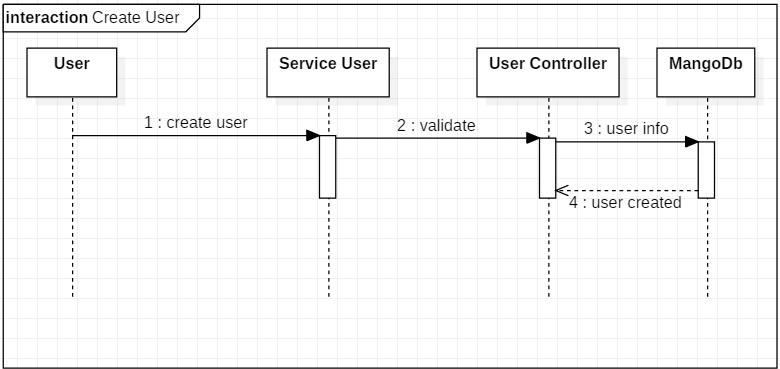 interaction Create User
User
Service User
User Controller
MangoDb
1 : create user
2 : validate
3 : user info
4 : user created